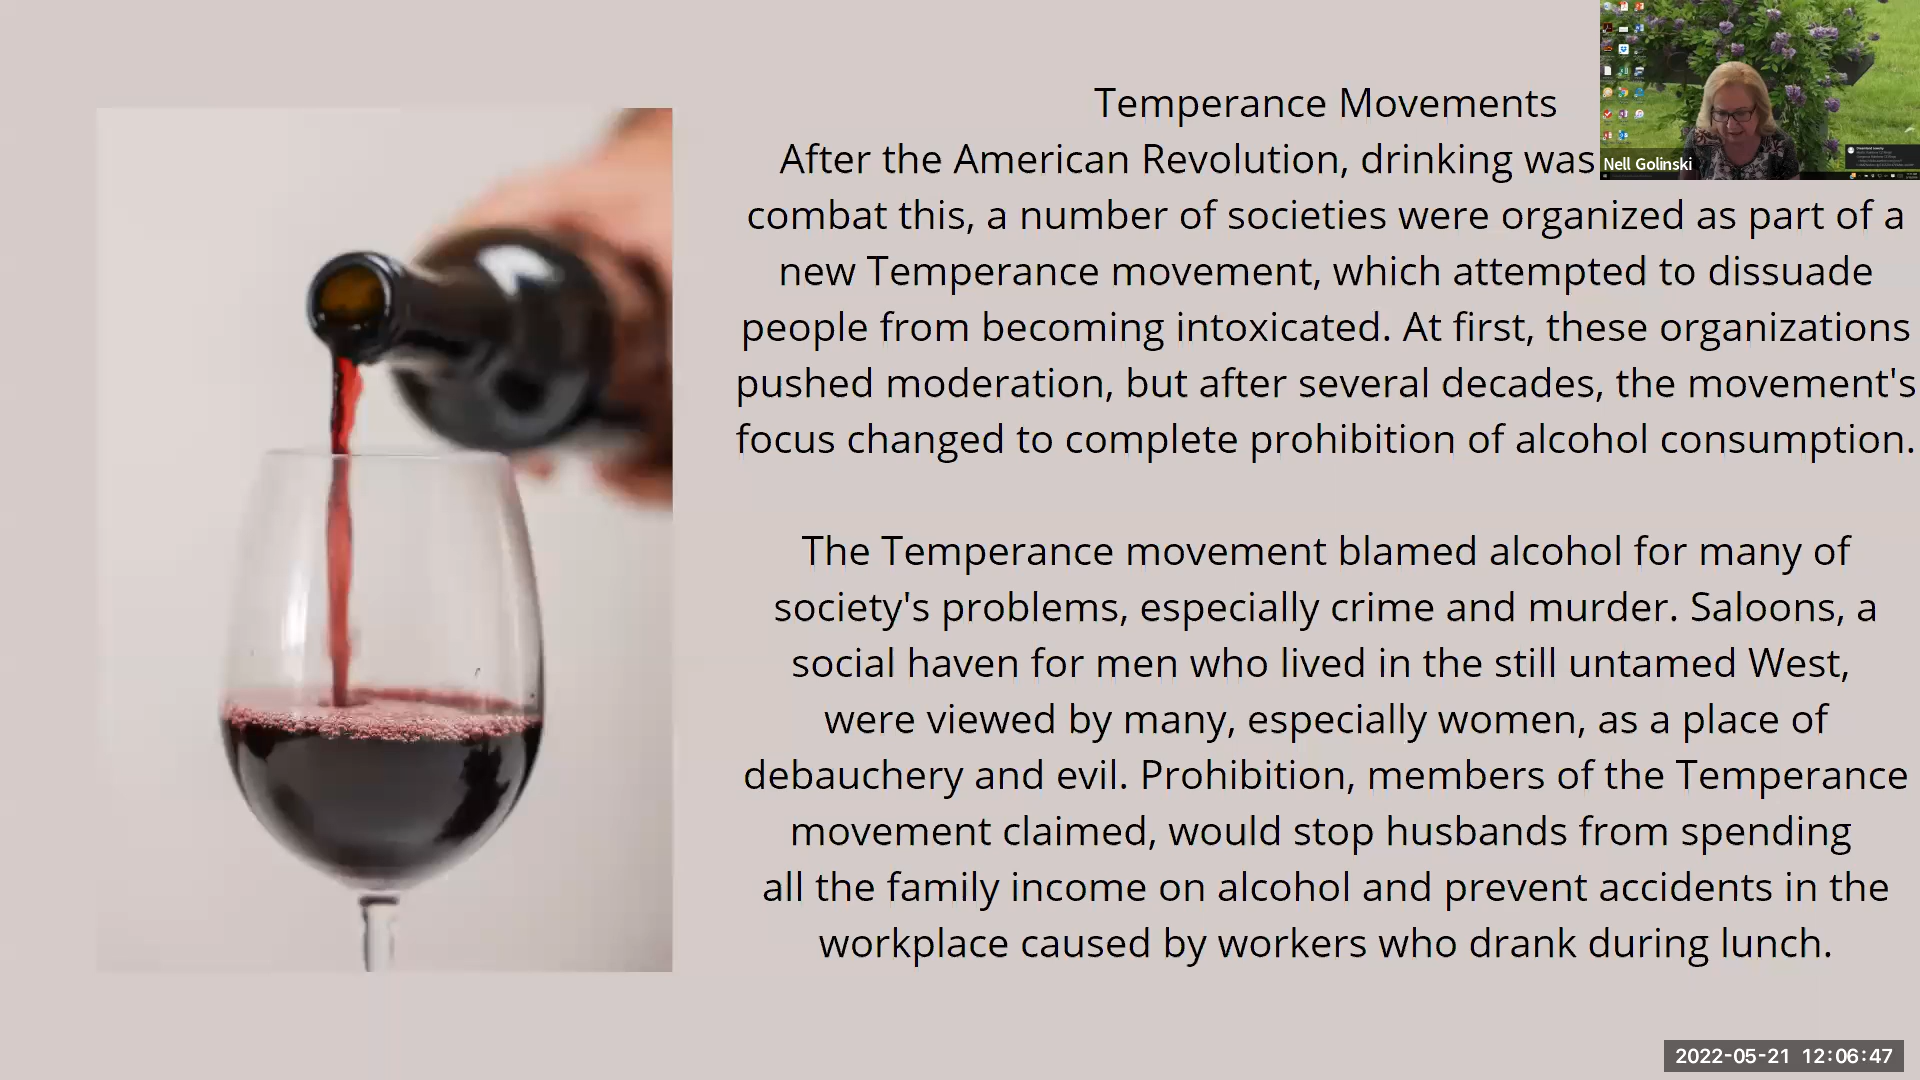 Temperance Movements
After the American Revolution, drinking was
combat this, a number of societies were organized as part of a
new Temperance movement, which attempted to dissuade
people from becoming intoxicated. At first, these organizations
pushed moderation, but after several decades, the movement's
focus changed to complete prohibition of alcohol consumption.
The Temperance movement blamed alcohol for many of
society's problems, especially crime and murder. Saloons, a
social haven for men who lived in the still untamed West,
were viewed by many, especially women, as a place of
debauchery and evil. Prohibition, members of the Temperance
movement claimed, would stop husbands from spending
all the family income on alcohol and prevent accidents in the
workplace caused by workers who drank during lunch.
Nell Golinski
2022-05-21 12:06:47